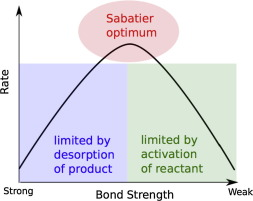 Sabatier
optimum
Rate
limited by
desorption
of product
limited by
activation
of reactant
Strong
Bond Strength
Weak